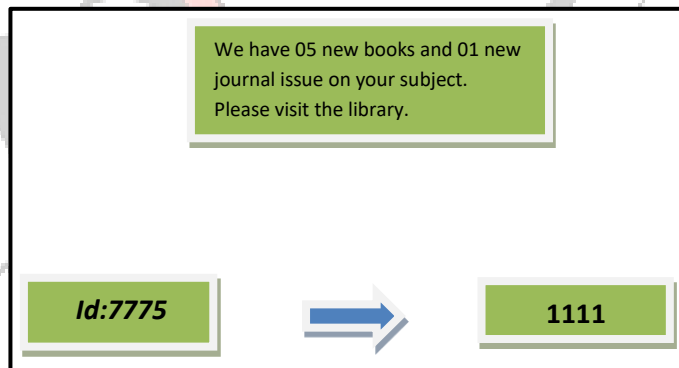 We have 05 new books and 01 new
journal issue on your subject.
Please visit the library.
Id:7775
1111